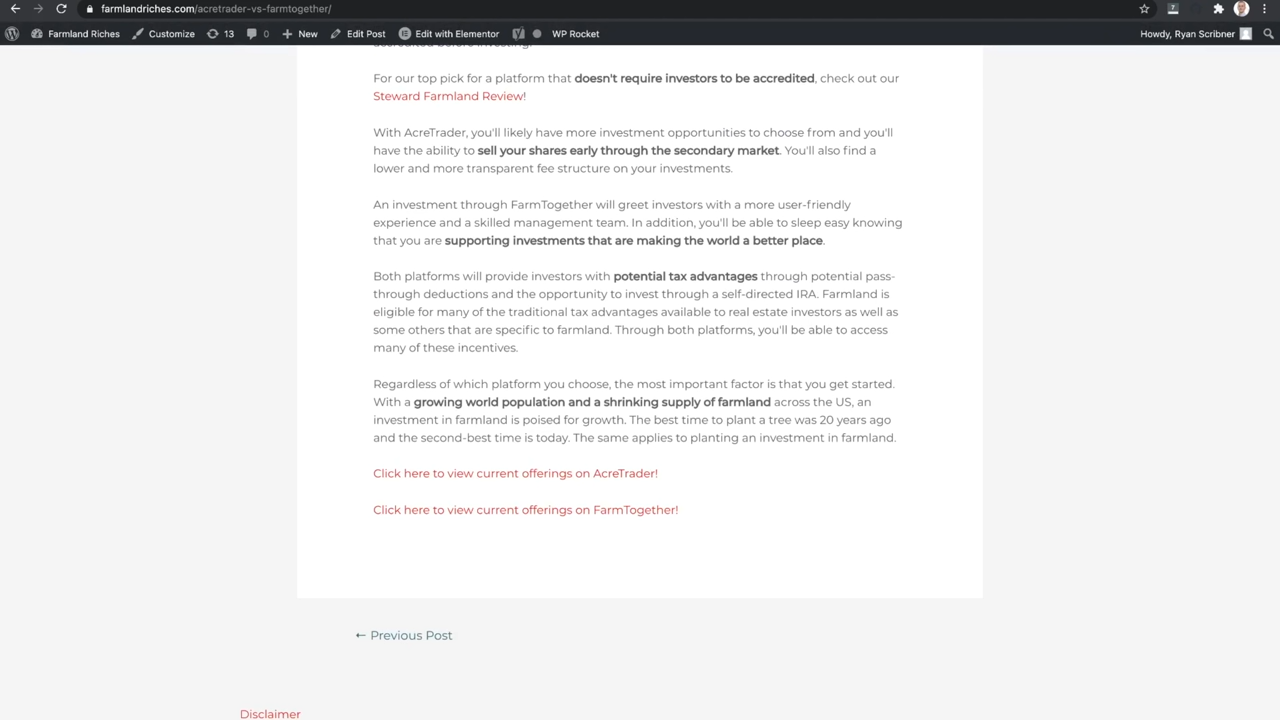 farmlandriches.com/acretrader-vs-farmtogether/
Farmland Riches Customize 13 0 New Edit Post Edit with Elementor WP Rocket Howdy, Ryan Scribner
accredited before investing.
For our top pick for a platform that doesn't require investors to be accredited, check out our
Steward Farmland Review!
With AcreTrader, you'll likely have more investment opportunities to choose from and you'll
have the ability to sell your shares early through the secondary market. You'll also find a
lower and more transparent fee structure on your investments.
An investment through FarmTogether will greet investors with a more user-friendly
experience and a skilled management team. In addition, you'll be able to sleep easy knowing
that you are supporting investments that are making the world a better place.
Both platforms will provide investors with potential tax advantages through potential pass-
through deductions and the opportunity to invest through a self-directed IRA. Farmland is
eligible for many of the traditional tax advantages available to real estate investors as well as
some others that are specific to farmland. Through both platforms, you'll be able to access
many of these incentives.
Regardless of which platform you choose, the most important factor is that you get started.
With a growing world population and a shrinking supply of farmland across the US, an
investment in farmland is poised for growth. The best time to plant a tree was 20 years ago
and the second-best time is today. The same applies to planting an investment in farmland.
Click here to view current offerings on AcreTrader!
Click here to view current offerings on FarmTogether!
← Previous Post
Disclaimer